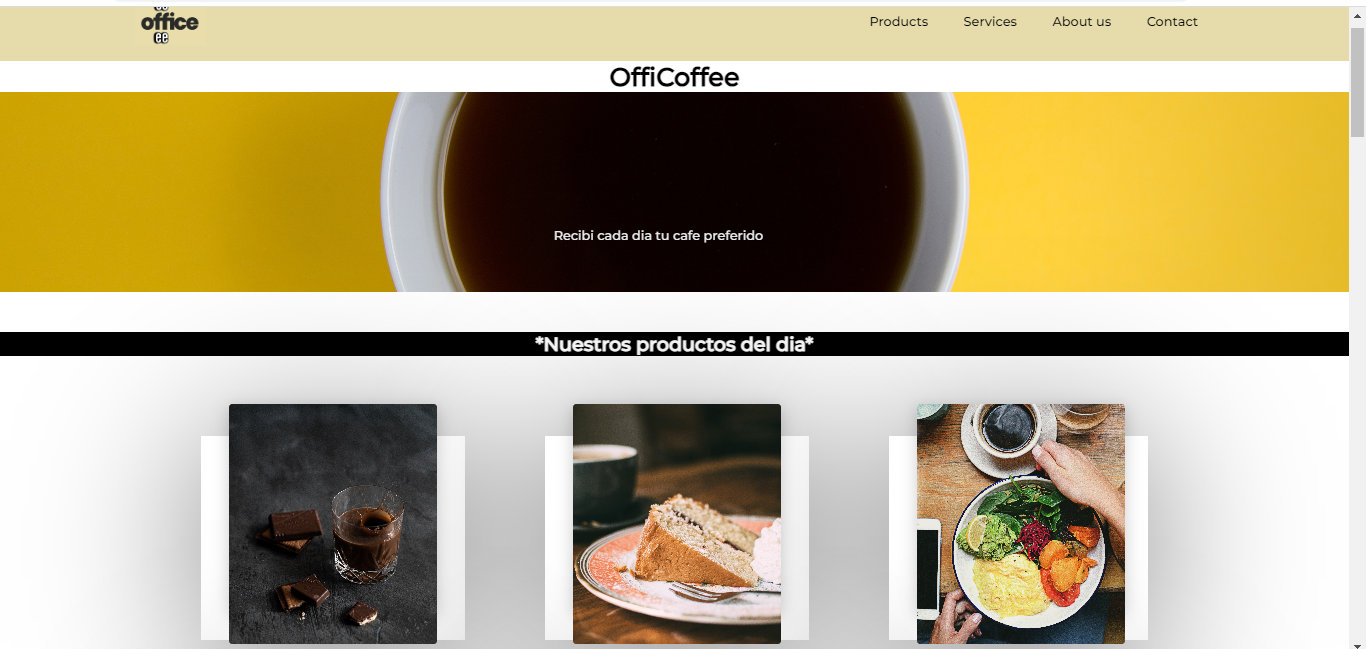 office
ee
Products Services About us Contact
OffiCoffee
Recibi cada dia tu cafe preferido
*Nuestros productos del dia*